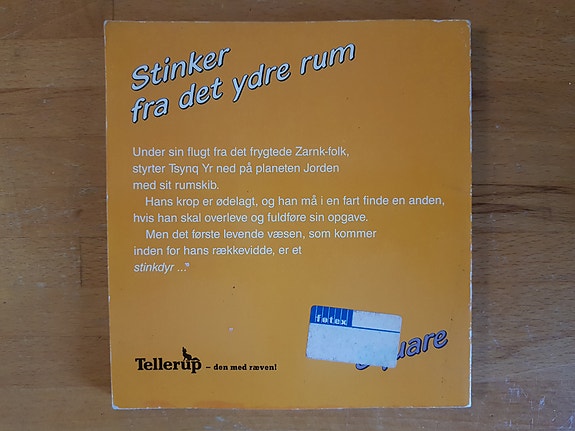 Stinker
fra det ydre rum
Under sin flugt fra det frygtede Zarnk-folk,
styrter Tsynq Yr ned på planeten Jorden
med sit rumskib.
Hans krop er ødelagt, og han må i en fart finde en anden,
hvis han skal overleve og fuldføre sin opgave.
Men det første levende væsen, som kommer
inden for hans rækkevidde, er et
stinkdyr ..."
føtex
Tellerup – den med ræven!